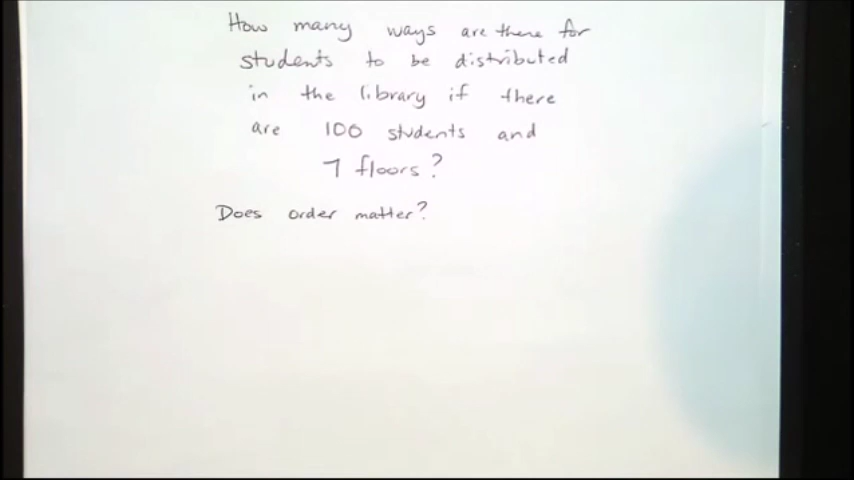 How many ways are there for
students to be distributed
in the library if there
are 100 students and
7 floors?
Does order matter?